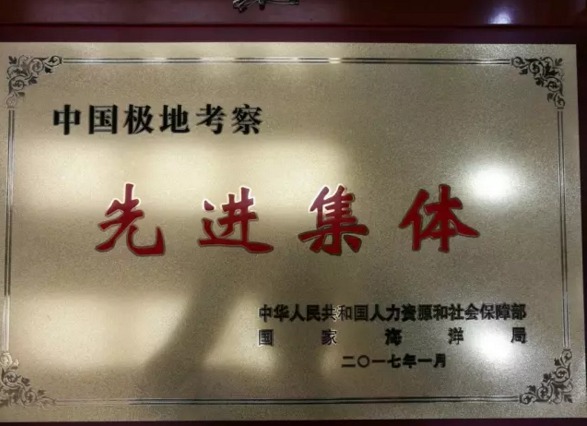 中国极地考察
先进集体
中华人民共和国人力资源和社会保障部
国家海洋局
二〇一七年一月